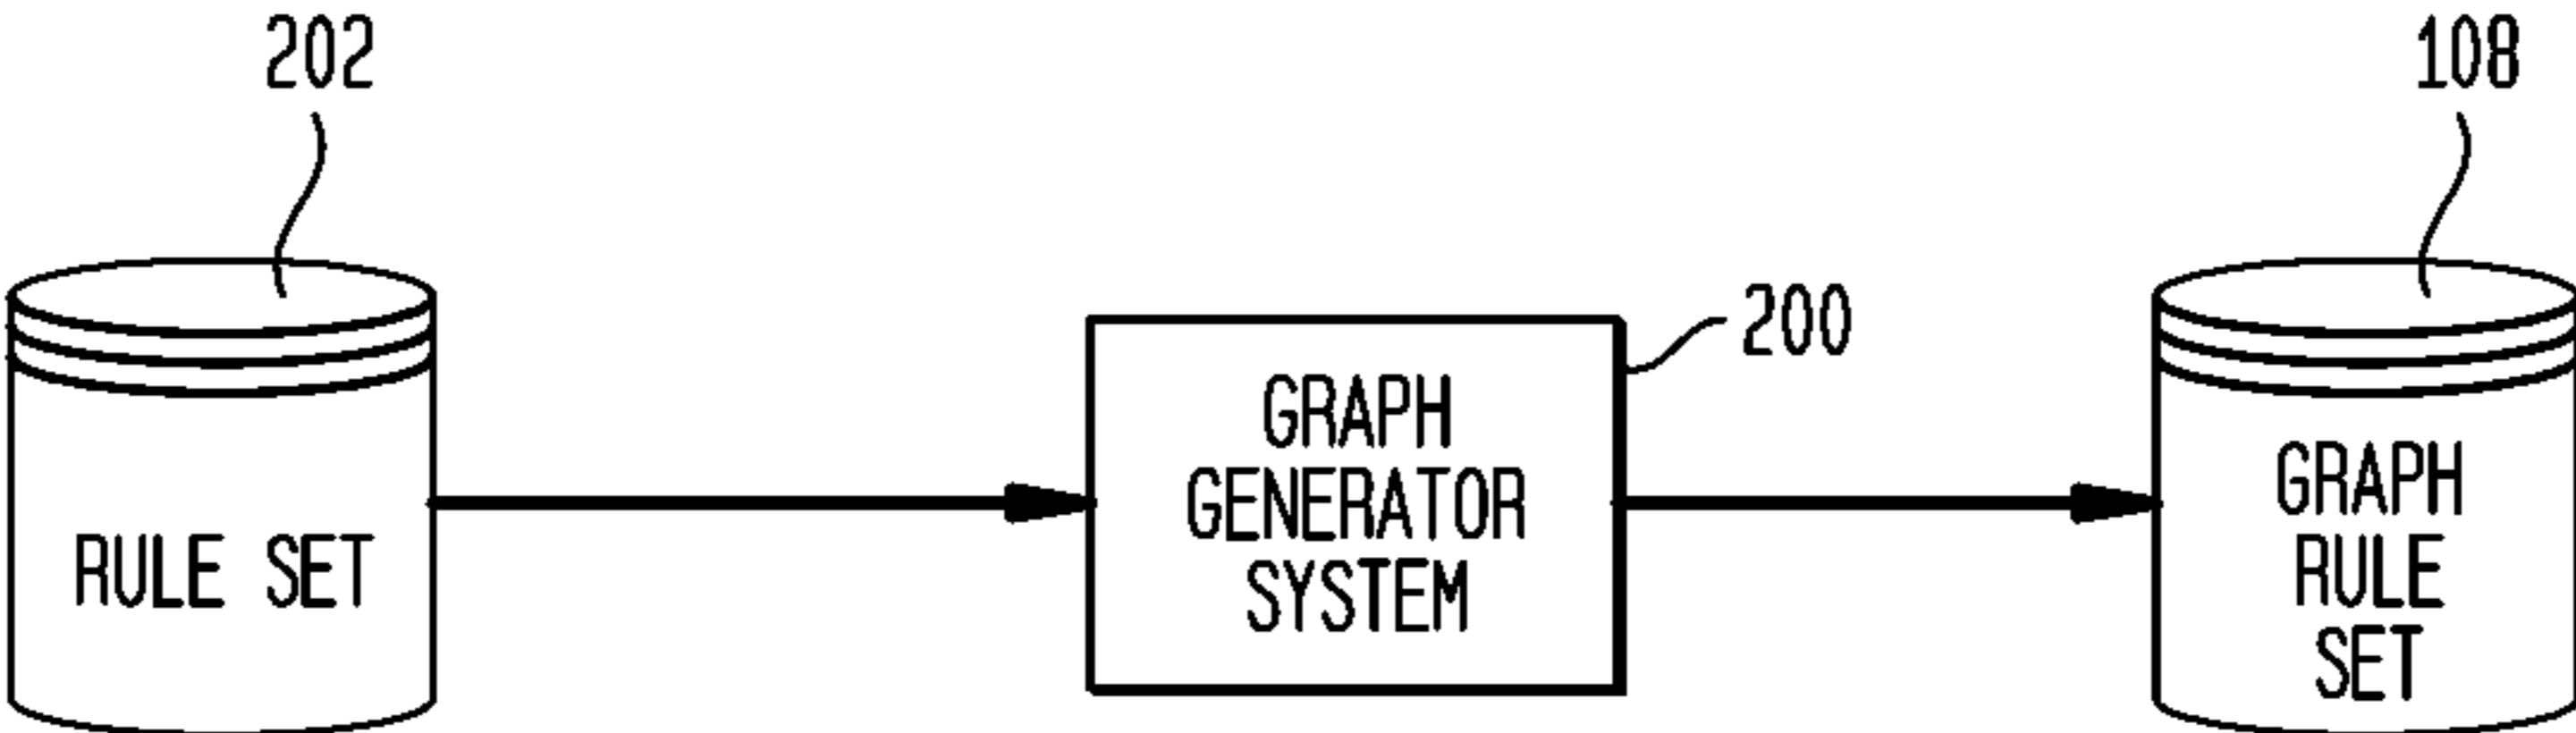 202
108
200
RULE SET
GRAPH
GENERATOR
SYSTEM
GRAPH
RULE
SET